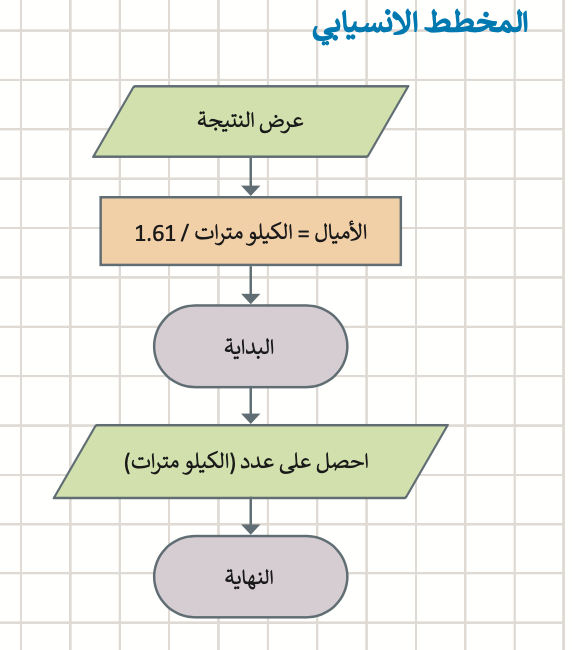 المخطط الانسيابي
عرض النتيجة
الأميال = الكيلو مترات / 1.61
البداية
احصل على عدد (الكيلو مترات)
النهاية